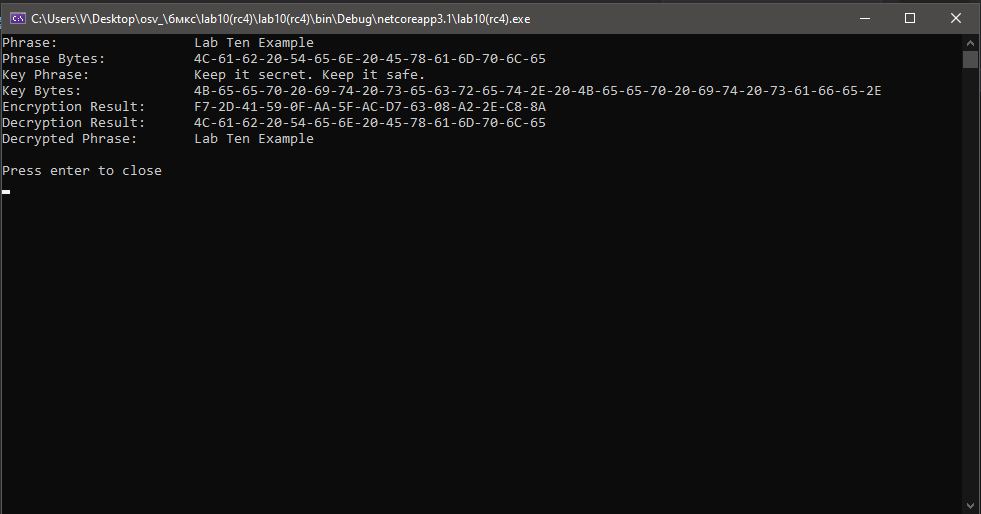 C:\Users\V\Desktop\osv_\6мкс\lab10(rc4)\lab10(rc4)\bin\Debug\netcoreapp3.1\lab10(rc4).exe
Phrase: Lab Ten Example
Phrase Bytes: 4C-61-62-20-54-65-6E-20-45-78-61-6D-70-6C-65
Key Phrase: Keep it secret. Keep it safe.
Key Bytes: 4B-65-65-70-20-69-74-20-73-65-63-72-65-74-2E-20-4B-65-65-70-20-69-74-20-73-61-66-65-2E
Encryption Result: F7-2D-41-59-0F-AA-5F-AC-D7-63-08-A2-2E-C8-8A
Decryption Result: 4C-61-62-20-54-65-6E-20-45-78-61-6D-70-6C-65
Decrypted Phrase: Lab Ten Example
Press enter to close